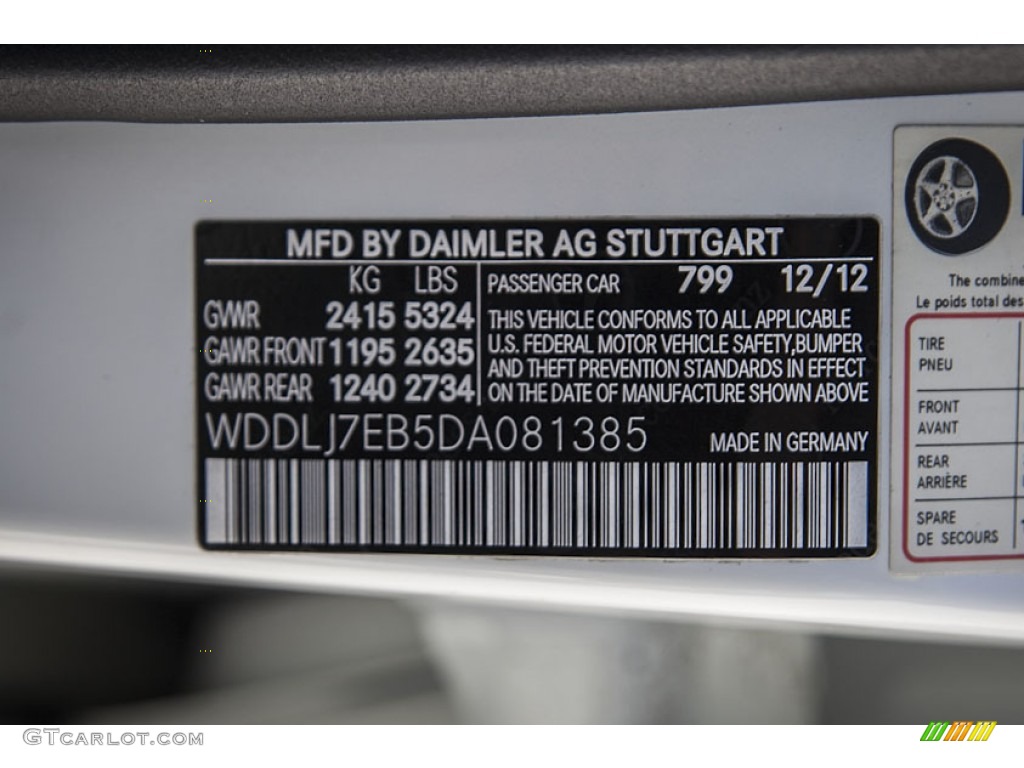 MFD BY DAIMLER AG STUTTGART
KG LBS
GVWR 2415 5324
GAWR FRONT 1195 2635
GAWR REAR 1240 2734
PASSENGER CAR 799 12/12
THIS VEHICLE CONFORMS TO ALL APPLICABLE
U.S. FEDERAL MOTOR VEHICLE SAFETY,BUMPER
AND THEFT PREVENTION STANDARDS IN EFFECT
ON THE DATE OF MANUFACTURE SHOWN ABOVE
WDDLJ7EB5DA081385
MADE IN GERMANY
The combine
Le poids total des
TIRE
PNEU
FRONT
AVANT
REAR
ARRIÈRE
SPARE
DE SECOURS
GTCARLOT.COM